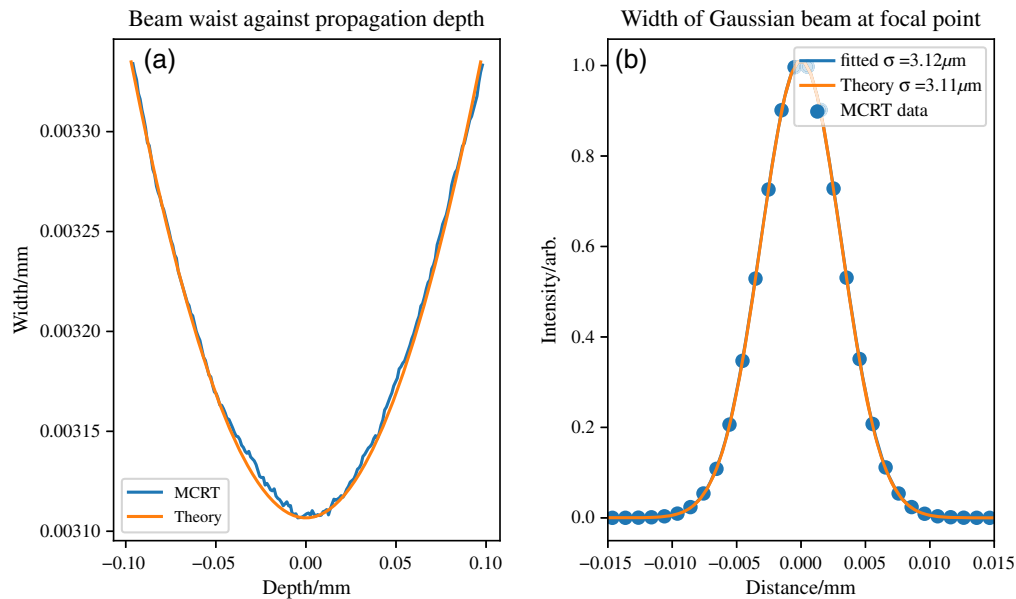 Beam waist against propagation depth
(a)
0.00330
0.00325
0.00320
0.00315
0.00310
Width/mm
MCRT
Theory
−0.10 −0.05 0.00 0.05 0.10
Depth/mm
Width of Gaussian beam at focal point
(b)
fitted σ =3.12μm
Theory σ =3.11μm
MCRT data
1.0
0.8
0.6
0.4
0.2
0.0
Intensity/arb.
−0.015 −0.010 −0.005 0.000 0.005 0.010 0.015
Distance/mm